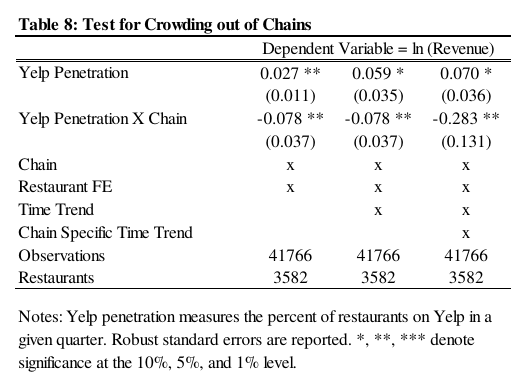 Table 8: Test for Crowding out of Chains
Dependent Variable = ln (Revenue)
Yelp Penetration 0.027 ** 0.059 * 0.070 *
(0.011) (0.035) (0.036)
Yelp Penetration X Chain -0.078 ** -0.078 ** -0.283 **
(0.037) (0.037) (0.131)
Chain x x x
Restaurant FE x x x
Time Trend x x
Chain Specific Time Trend x
Observations 41766 41766 41766
Restaurants 3582 3582 3582
Notes: Yelp penetration measures the percent of restaurants on Yelp in a
given quarter. Robust standard errors are reported. *, **, *** denote
significance at the 10%, 5%, and 1% level.